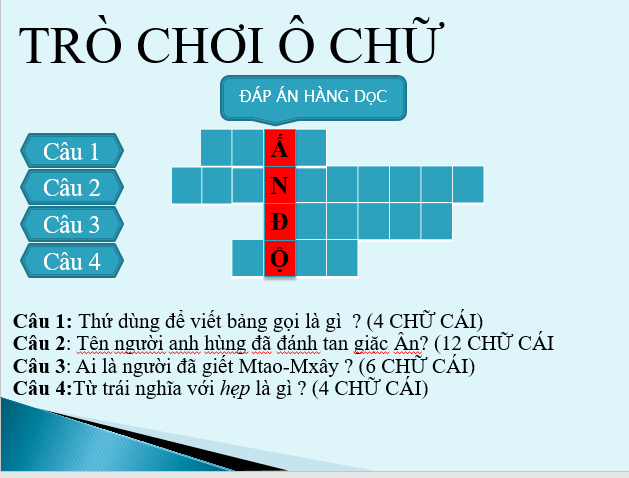 TRÒ CHƠI Ô CHỮ
ĐÁP ÁN HÀNG DỌC
Câu 1
Ấ
Câu 2
N
Câu 3
Đ
Câu 4
Ộ
Câu 1: Thứ dùng để viết bảng gọi là gì ? (4 CHỮ CÁI)
Câu 2: Tên người anh hùng đã đánh tan giặc Ân? (12 CHỮ CÁI
Câu 3: Ai là người đã giết Mtao-Mxây ? (6 CHỮ CÁI)
Câu 4:Từ trái nghĩa với hẹp là gì ? (4 CHỮ CÁI)